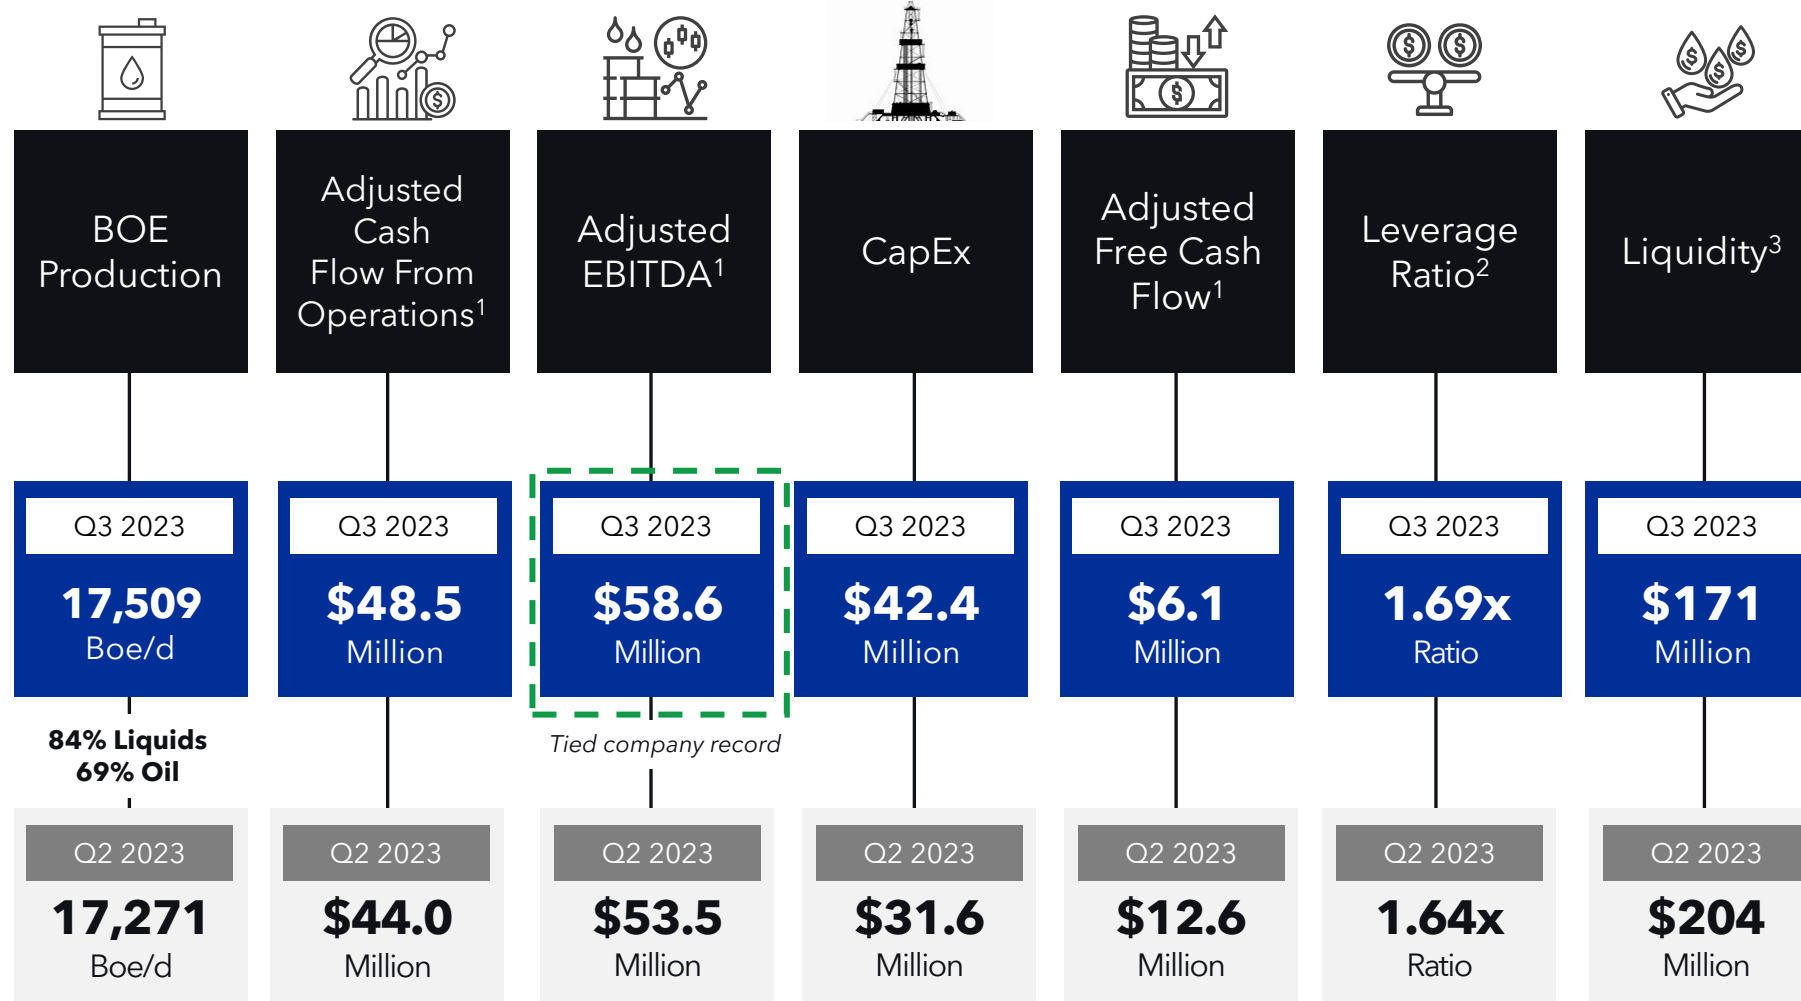 BOE
Production
Adjusted
Cash
Flow From
Operations¹
Adjusted
EBITDA¹
CapEx
Adjusted
Free Cash
Flow¹
Leverage
Ratio²
Liquidity³
Q3 2023
17,509
Boe/d
Q3 2023
$48.5
Million
Q3 2023
$58.6
Million
Q3 2023
$42.4
Million
Q3 2023
$6.1
Million
Q3 2023
1.69x
Ratio
Q3 2023
$171
Million
84% Liquids
69% Oil
Tied company record
Q2 2023
17,271
Boe/d
Q2 2023
$44.0
Million
Q2 2023
$53.5
Million
Q2 2023
$31.6
Million
Q2 2023
$12.6
Million
Q2 2023
1.64x
Ratio
Q2 2023
$204
Million